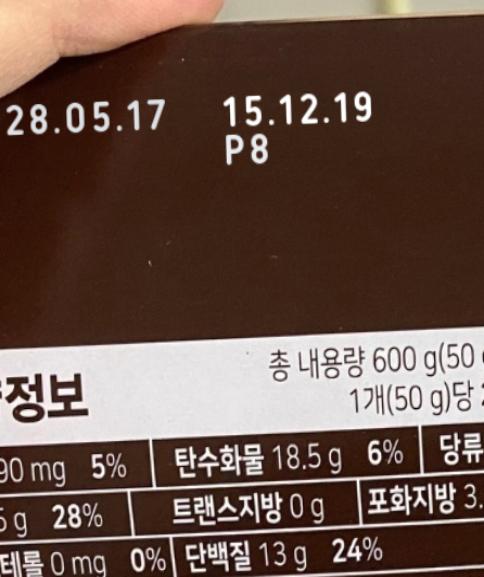 28.05.17 15.12.19
P8
정보
총 내용량 600 g(50
1개(50 g)당
90 mg 5% 탄수화물 18.5 g 6% 당류
g 28% 트랜스지방 0 g 포화지방 3.
테롤 0 mg 0% 단백질 13 g 24%